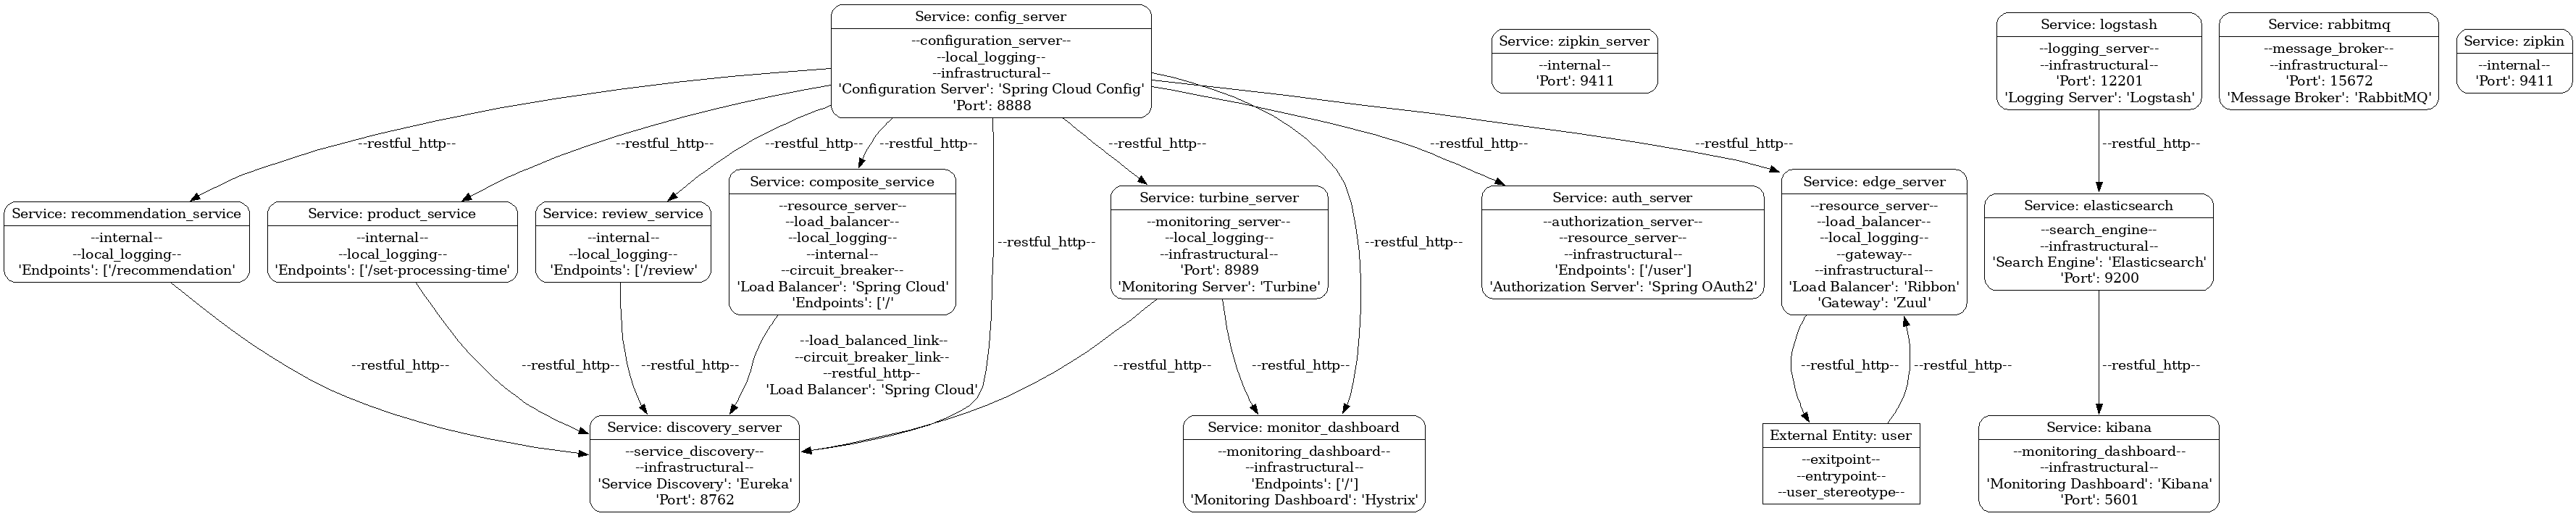 Service: config_server
--configuration_server--
--local_logging--
--infrastructural--
'Configuration Server': 'Spring Cloud Config'
'Port': 8888
Service: zipkin_server
--internal--
'Port': 9411
Service: logstash
--logging_server--
--infrastructural--
'Port': 12201
'Logging Server': 'Logstash'
Service: rabbitmq
--message_broker--
--infrastructural--
'Port': 15672
'Message Broker': 'RabbitMQ'
Service: zipkin
--internal--
'Port': 9411
--restful_http--
--restful_http--
--restful_http--
--restful_http--
--restful_http--
--restful_http--
--restful_http--
--restful_http--
Service: recommendation_service
--internal--
--local_logging--
'Endpoints': ['/recommendation'
Service: product_service
--internal--
--local_logging--
'Endpoints': ['/set-processing-time'
Service: review_service
--internal--
--local_logging--
'Endpoints': ['/review'
Service: composite_service
--resource_server--
--load_balancer--
--local_logging--
--internal--
--circuit_breaker--
'Load Balancer': 'Spring Cloud'
'Endpoints': ['/'
--restful_http--
Service: turbine_server
--monitoring_server--
--local_logging--
--infrastructural--
'Port': 8989
'Monitoring Server': 'Turbine'
--restful_http--
Service: auth_server
--authorization_server--
--resource_server--
--infrastructural--
'Endpoints': ['/user']
'Authorization Server': 'Spring OAuth2'
Service: edge_server
--resource_server--
--load_balancer--
--local_logging--
--gateway--
--infrastructural--
'Load Balancer': 'Ribbon'
'Gateway': 'Zuul'
Service: elasticsearch
--search_engine--
--infrastructural--
'Search Engine': 'Elasticsearch'
'Port': 9200
--restful_http--
--restful_http--
--restful_http--
--load_balanced_link--
--circuit_breaker_link--
--restful_http--
'Load Balancer': 'Spring Cloud'
--restful_http--
--restful_http--
--restful_http--
--restful_http--
--restful_http--
Service: discovery_server
--service_discovery--
--infrastructural--
'Service Discovery': 'Eureka'
'Port': 8762
Service: monitor_dashboard
--monitoring_dashboard--
--infrastructural--
'Endpoints': ['/']
'Monitoring Dashboard': 'Hystrix'
External Entity: user
--exitpoint--
--entrypoint--
--user_stereotype--
Service: kibana
--monitoring_dashboard--
--infrastructural--
'Monitoring Dashboard': 'Kibana'
'Port': 5601